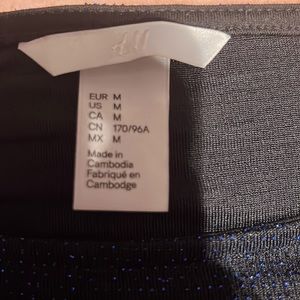 H&M
EUR M
US M
CA M
CN 170/96A
MX M
Made in
Cambodia
Fabriqué en
Cambodge